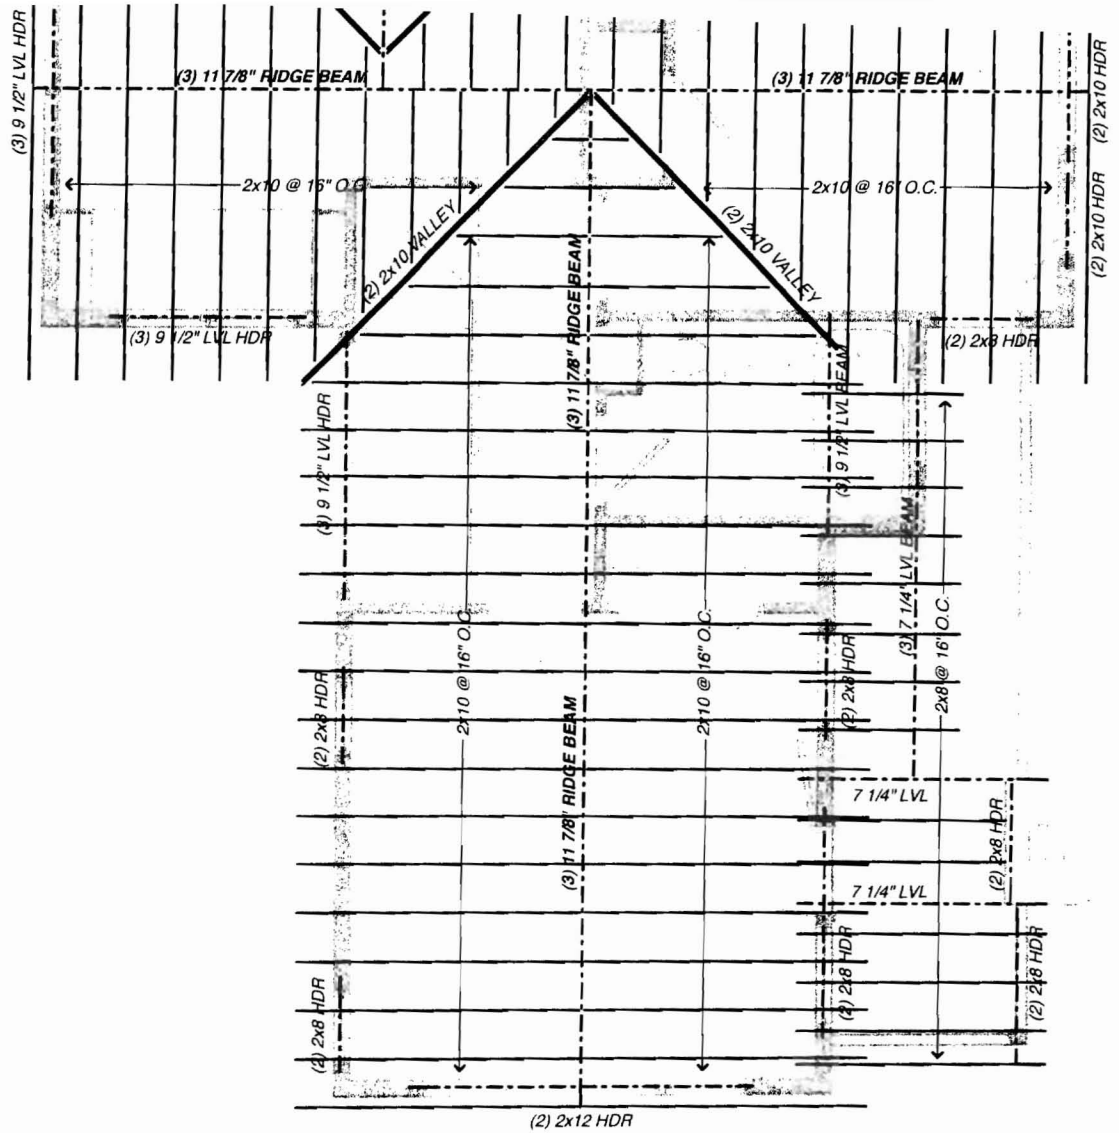 (3) 9 1/2" LVL HDR
(3) 11 7/8" RIDGE BEAM
(3) 11 7/8" RIDGE BEAM
(2) 2x10 HDR
2x10 @ 16" O.C.
2x10 @ 16" O.C.
(2) 2x10 HDR
(2) 2x10 VALLEY
(2) 2x10 VALLEY
(3) 11 7/8" RIDGE BEAM
(3) 9 1/2" LVL HDR
(2) 2x8 HDR
(3) 9 1/2" LVL HDR
(3) 9 1/2" LVL BEAM
(3) 7 1/4" LVL BEAM
2x10 @ 16" O.C.
2x10 @ 16" O.C.
2x8 @ 16" O.C.
(2) 2x8 HDR
(2) 2x8 HDR
(3) 11 7/8" RIDGE BEAM
7 1/4" LVL
(2) 2x8 HDR
7 1/4" LVL
(2) 2x8 HDR
(2) 2x8 HDR
(2) 2x8 HDR
(2) 2x12 HDR